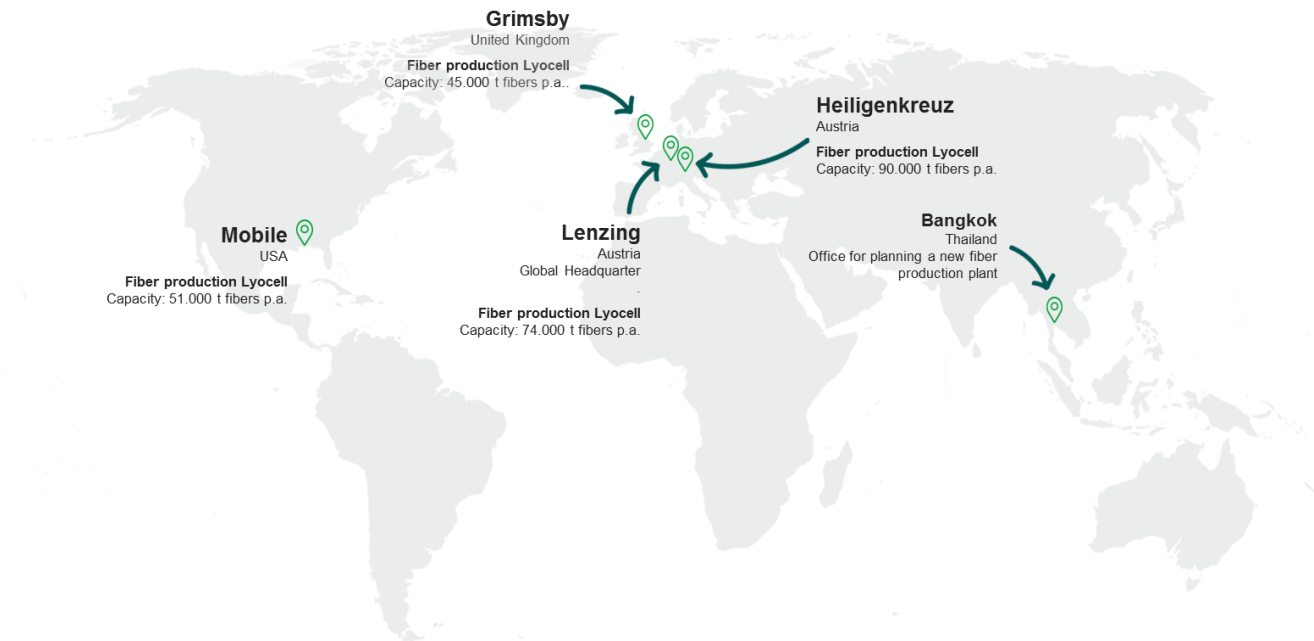 Grimsby
United Kingdom
Fiber production Lyocell
Capacity: 45.000 t fibers p.a..
Heiligenkreuz
Austria
Fiber production Lyocell
Capacity: 90.000 t fibers p.a.
Mobile
USA
Fiber production Lyocell
Capacity: 51.000 t fibers p.a.
Lenzing
Austria
Global Headquarter
.
Fiber production Lyocell
Capacity: 74.000 t fibers p.a.
Bangkok
Thailand
Office for planning a new fiber
production plant